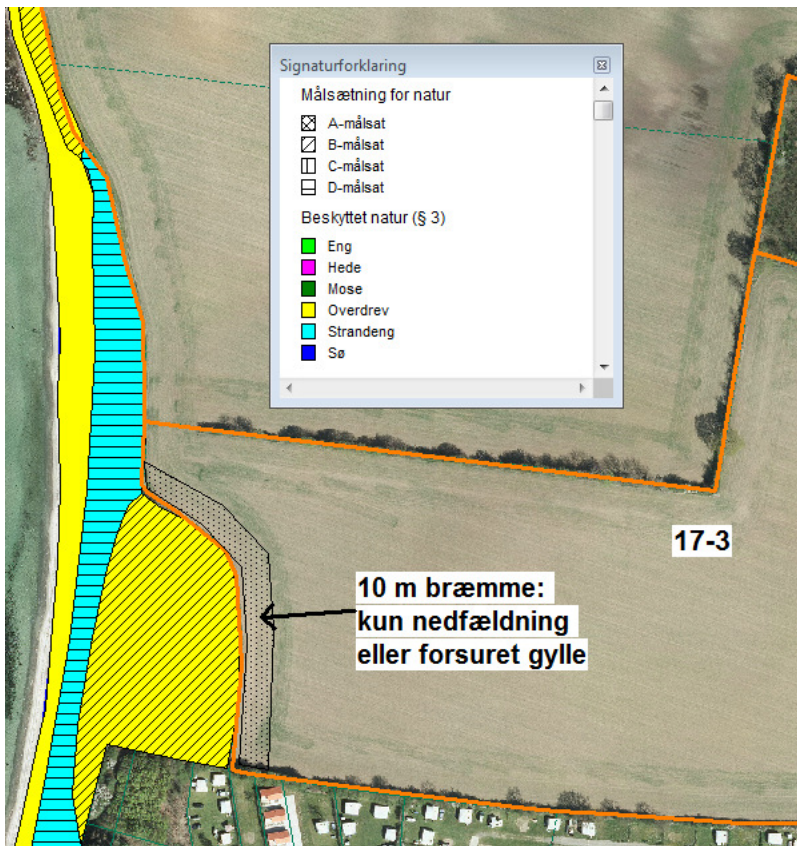 Signaturforklaring
Målsætning for natur
A-målsat
B-målsat
C-målsat
D-målsat
Beskyttet natur (§ 3)
Eng
Hede
Mose
Overdrev
Strandeng
Sø
17-3
10 m bræmme:
kun nedfældning
eller forsuret gylle